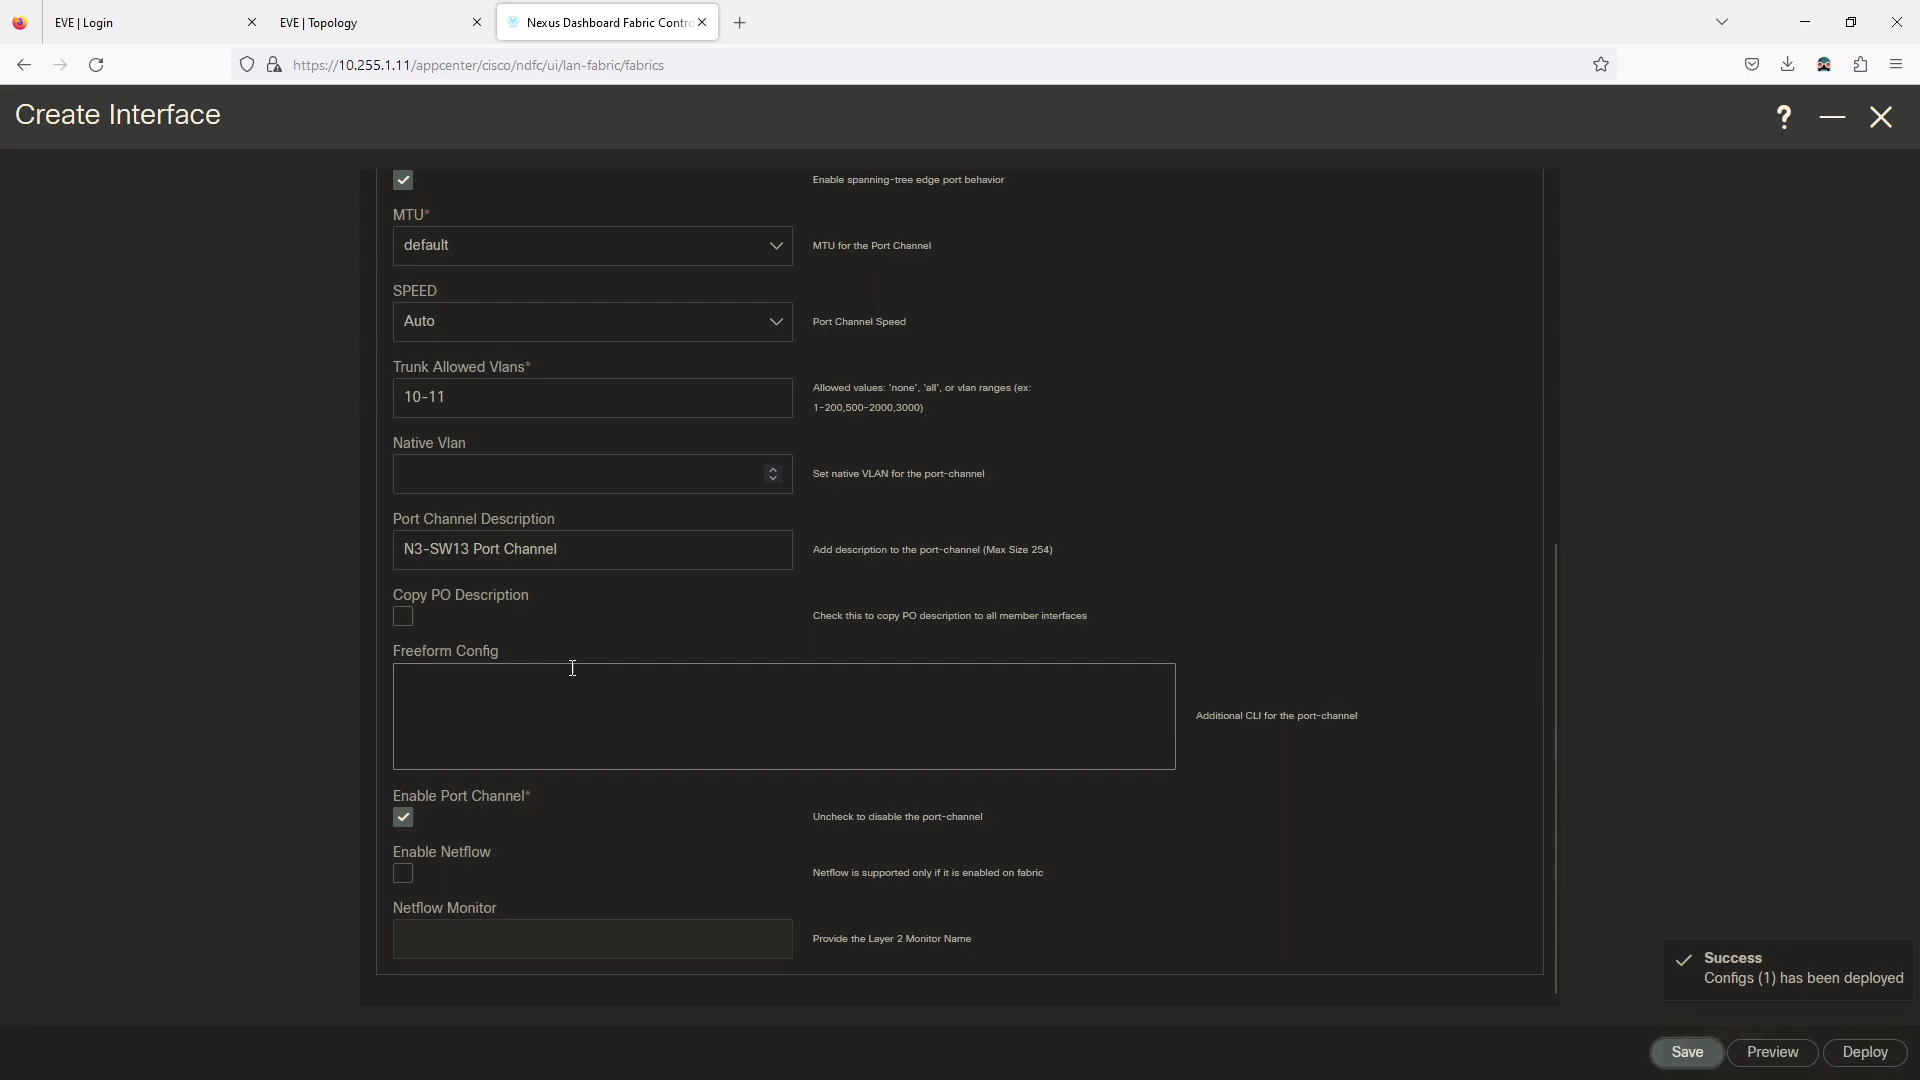 EVE | Login
EVE | Topology
Nexus Dashboard Fabric Contr
https://10.255.1.11/appcenter/cisco/ndfc/ui/lan-fabric/fabrics
Create Interface
?
Enable spanning-tree edge port behavior
MTU*
default
MTU for the Port Channel
SPEED
Auto
Port Channel Speed
Trunk Allowed Vlans*
10-11
Allowed values: 'none', 'all', or vlan ranges (ex:
1-200,500-2000,3000)
Native Vlan
Set native VLAN for the port-channel
Port Channel Description
N3-SW13 Port Channel
Add description to the port-channel (Max Size 254)
Copy PO Description
Check this to copy PO description to all member interfaces
Freeform Config
Additional CLI for the port-channel
Enable Port Channel*
Uncheck to disable the port-channel
Enable Netflow
Netflow is supported only if it is enabled on fabric
Netflow Monitor
Provide the Layer 2 Monitor Name
Success
Configs (1) has been deployed
Save
Preview
Deploy